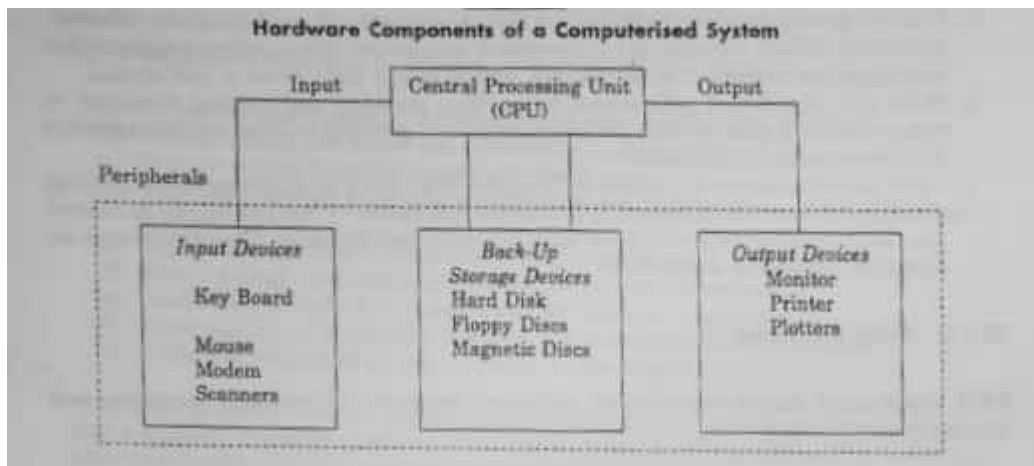 Hardware Components of a Computerised System
Input
Central Processing Unit
(CPU)
Output
Peripherals
Input Devices
Key Board
Mouse
Modem
Scanners
Back-Up
Storage Devices
Hard Disk
Floppy Discs
Magnetic Discs
Output Devices
Monitor
Printer
Plotters